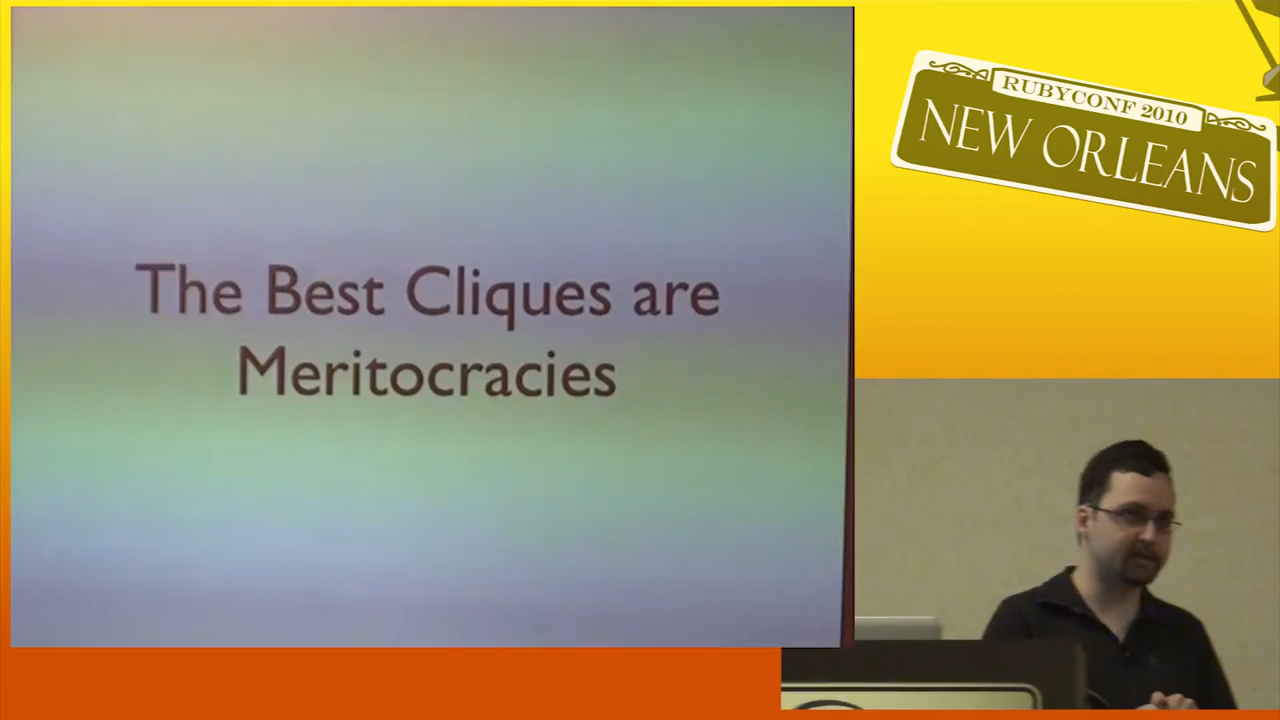 The Best Cliques are
Meritocracies
RUBYCONF 2010
NEW ORLEANS